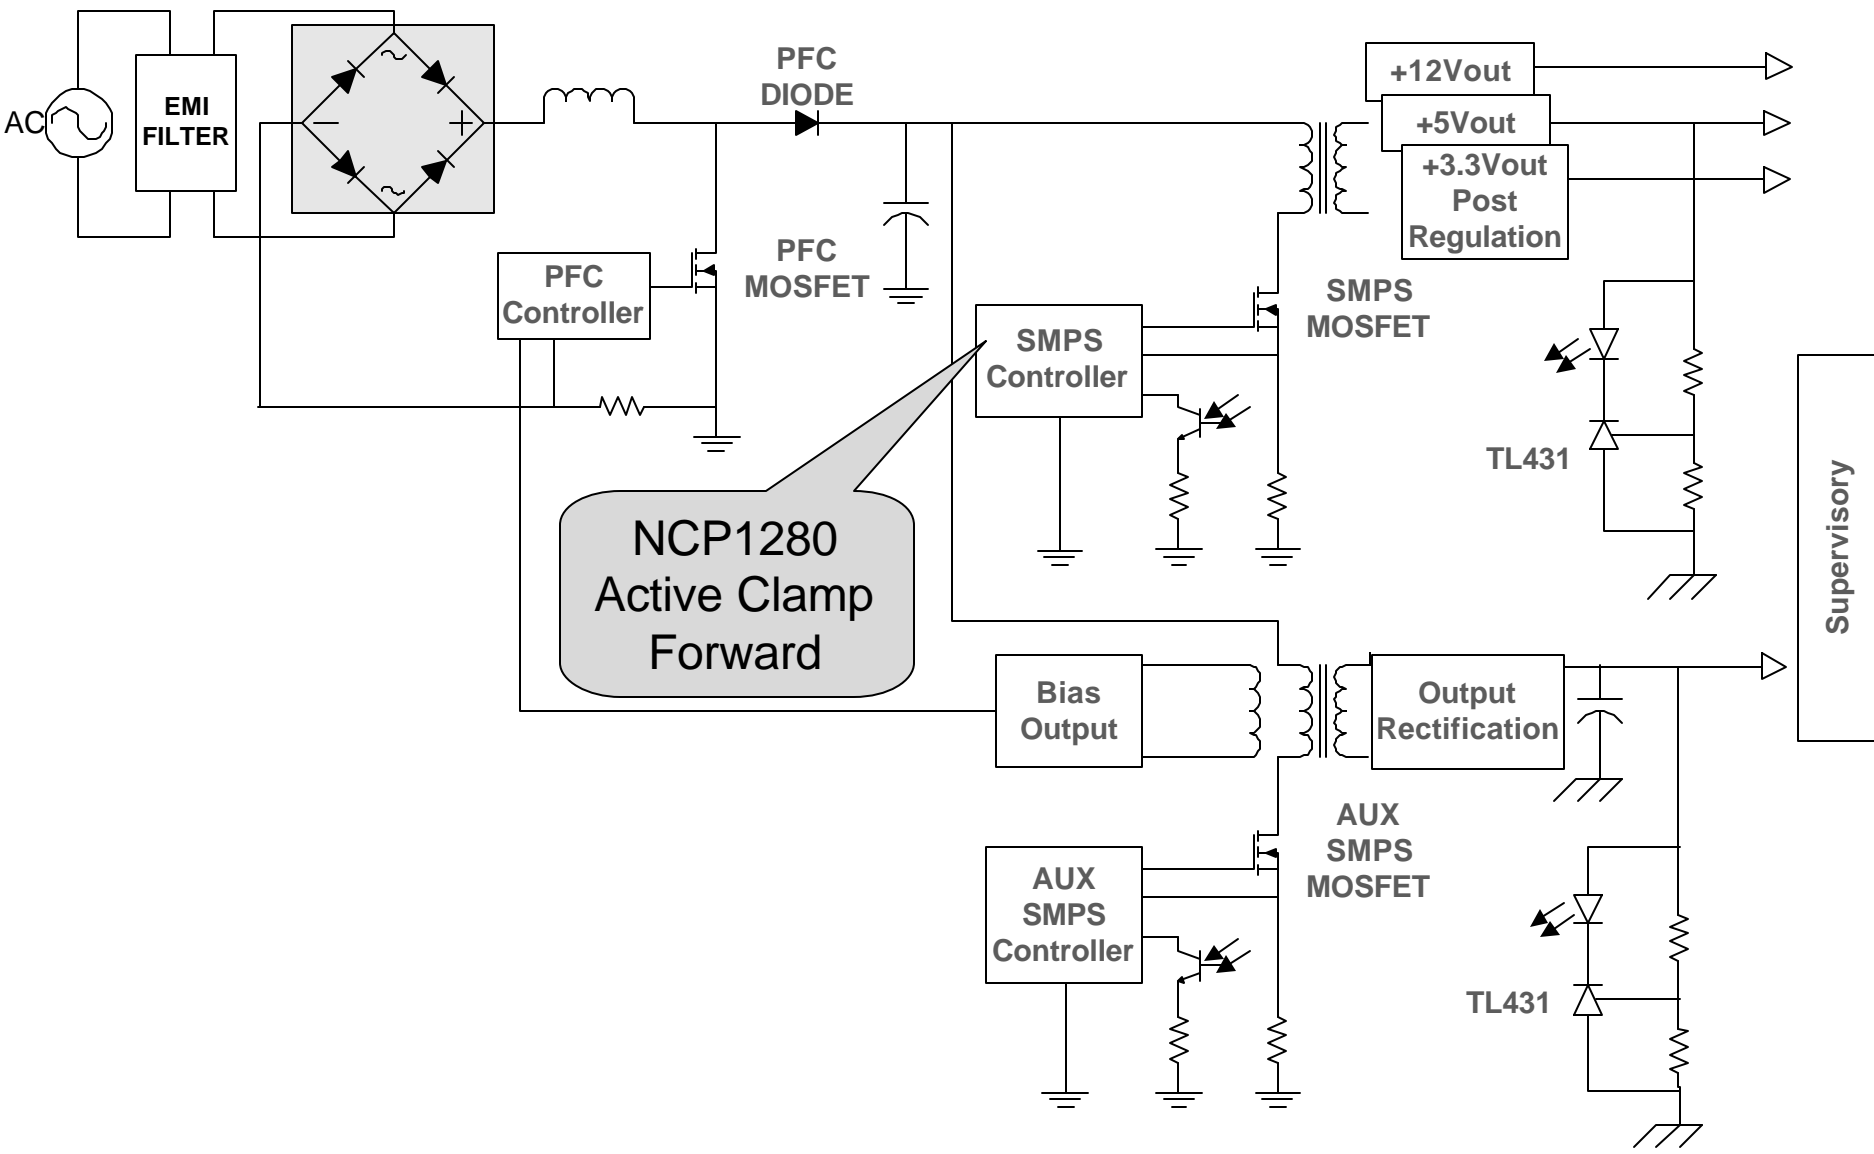 AC
EMI
FILTER
PFC
DIODE
+12Vout
+5Vout
+3.3Vout
Post
Regulation
PFC
Controller
PFC
MOSFET
SMPS
Controller
SMPS
MOSFET
TL431
NCP1280
Active Clamp
Forward
Supervisory
Bias
Output
Output
Rectification
AUX
SMPS
MOSFET
AUX
SMPS
Controller
TL431